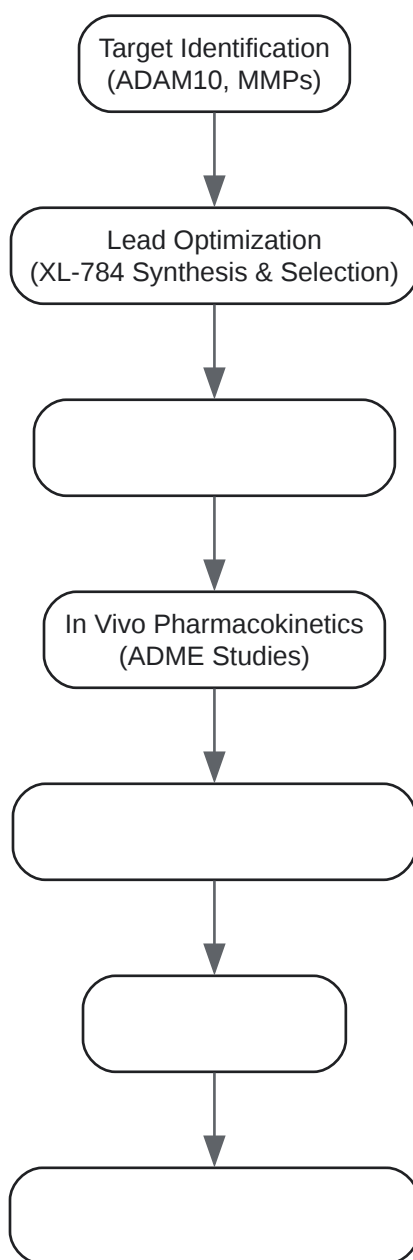 Target Identification
(ADAM10, MMPs)
Lead Optimization
(XL-784 Synthesis & Selection)
In Vivo Pharmacokinetics
(ADME Studies)